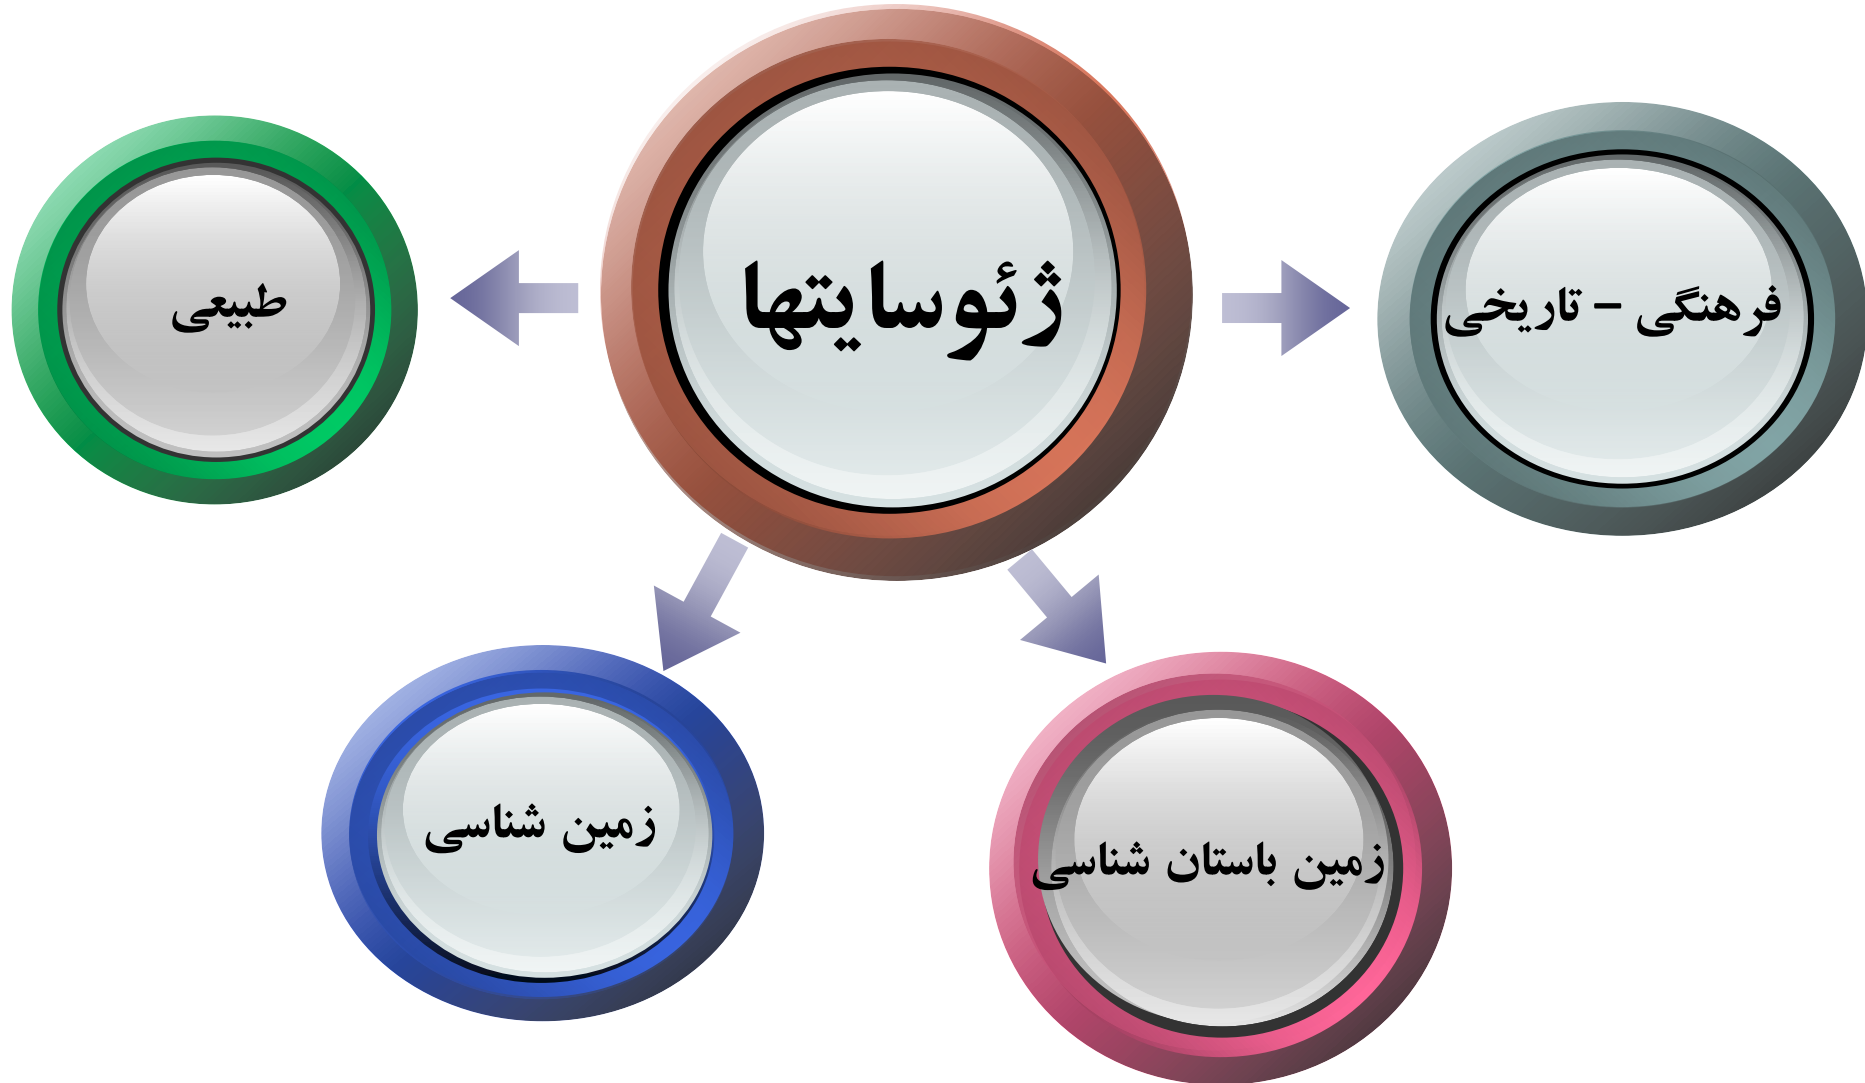 ژئوسایتها
فرهنگی – تاریخی
طبیعی
زمین باستان شناسی
زمین شناسی